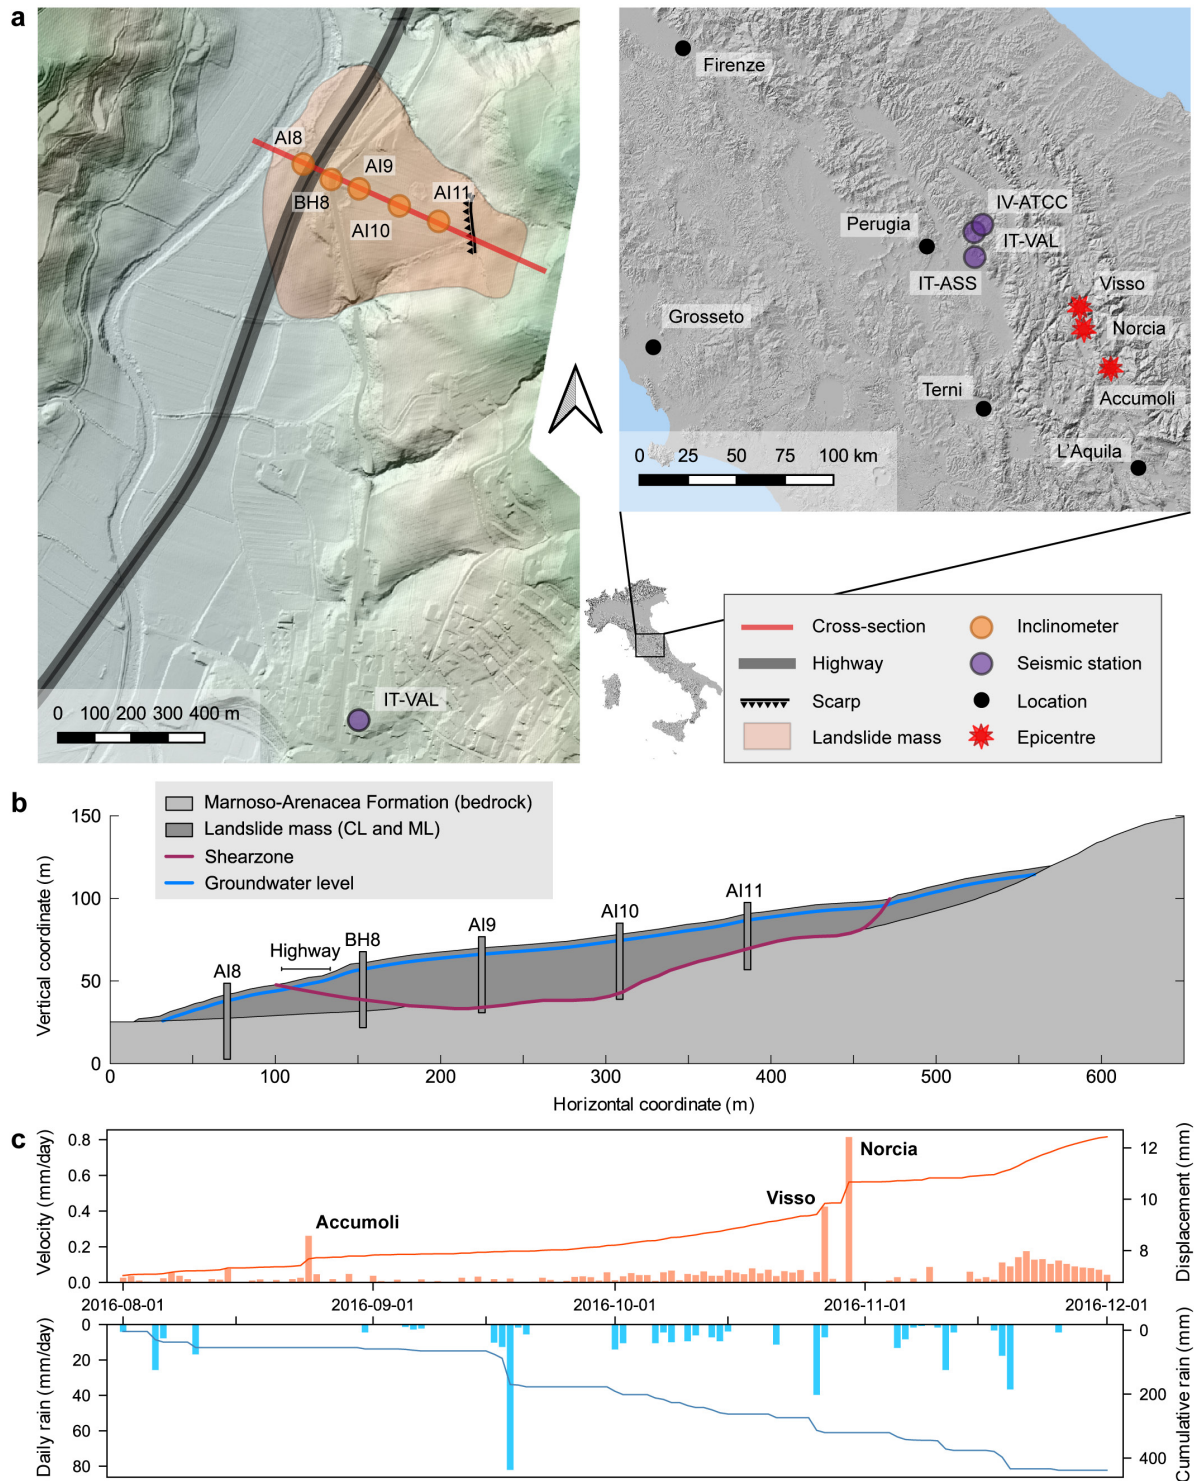 a
AI8
AI9
BH8
AI11
AI10
IT-VAL
0 100 200 300 400 m
Firenze
IV-ATCC
Perugia
IT-VAL
IT-ASS
Visso
Grosseto
Norcia
Terni
Accumoli
L'Aquila
0 25 50 75 100 km
Cross-section
Inclinometer
Highway
Seismic station
Scarp
Location
Landslide mass
Epicentre
b
Marnoso-Arenacea Formation (bedrock)
Landslide mass (CL and ML)
Shearzone
Groundwater level
Vertical coordinate (m)
150
100
50
0
AI8
Highway
BH8
AI9
AI10
AI11
0 100 200 300 400 500 600
Horizontal coordinate (m)
c
Velocity (mm/day)
0.8
0.6
0.4
0.2
0.0
Accumoli
Visso
Norcia
12
10
8
Displacement (mm)
2016-08-01 2016-09-01 2016-10-01 2016-11-01 2016-12-01
Daily rain (mm/day)
0
20
40
60
80
0
200
400
Cumulative rain (mm)